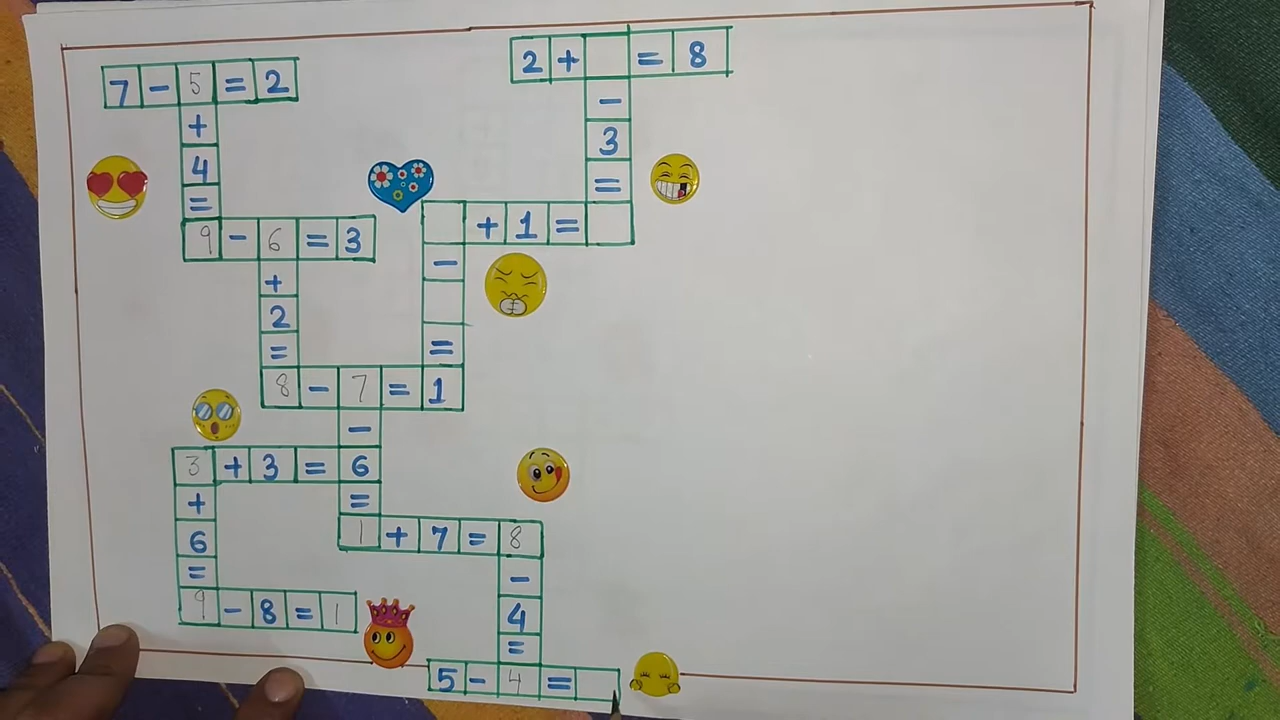 7 - 5 = 2
2 + = 8
+
-
4
3
=
=
9 - 6 = 3
+ 1 =
+
-
2
=
=
8 - 7 = 1
-
3 + 3 = 6
+
=
6
1 + 7 = 8
=
-
9 - 8 = 1
4
=
5 - 4 =